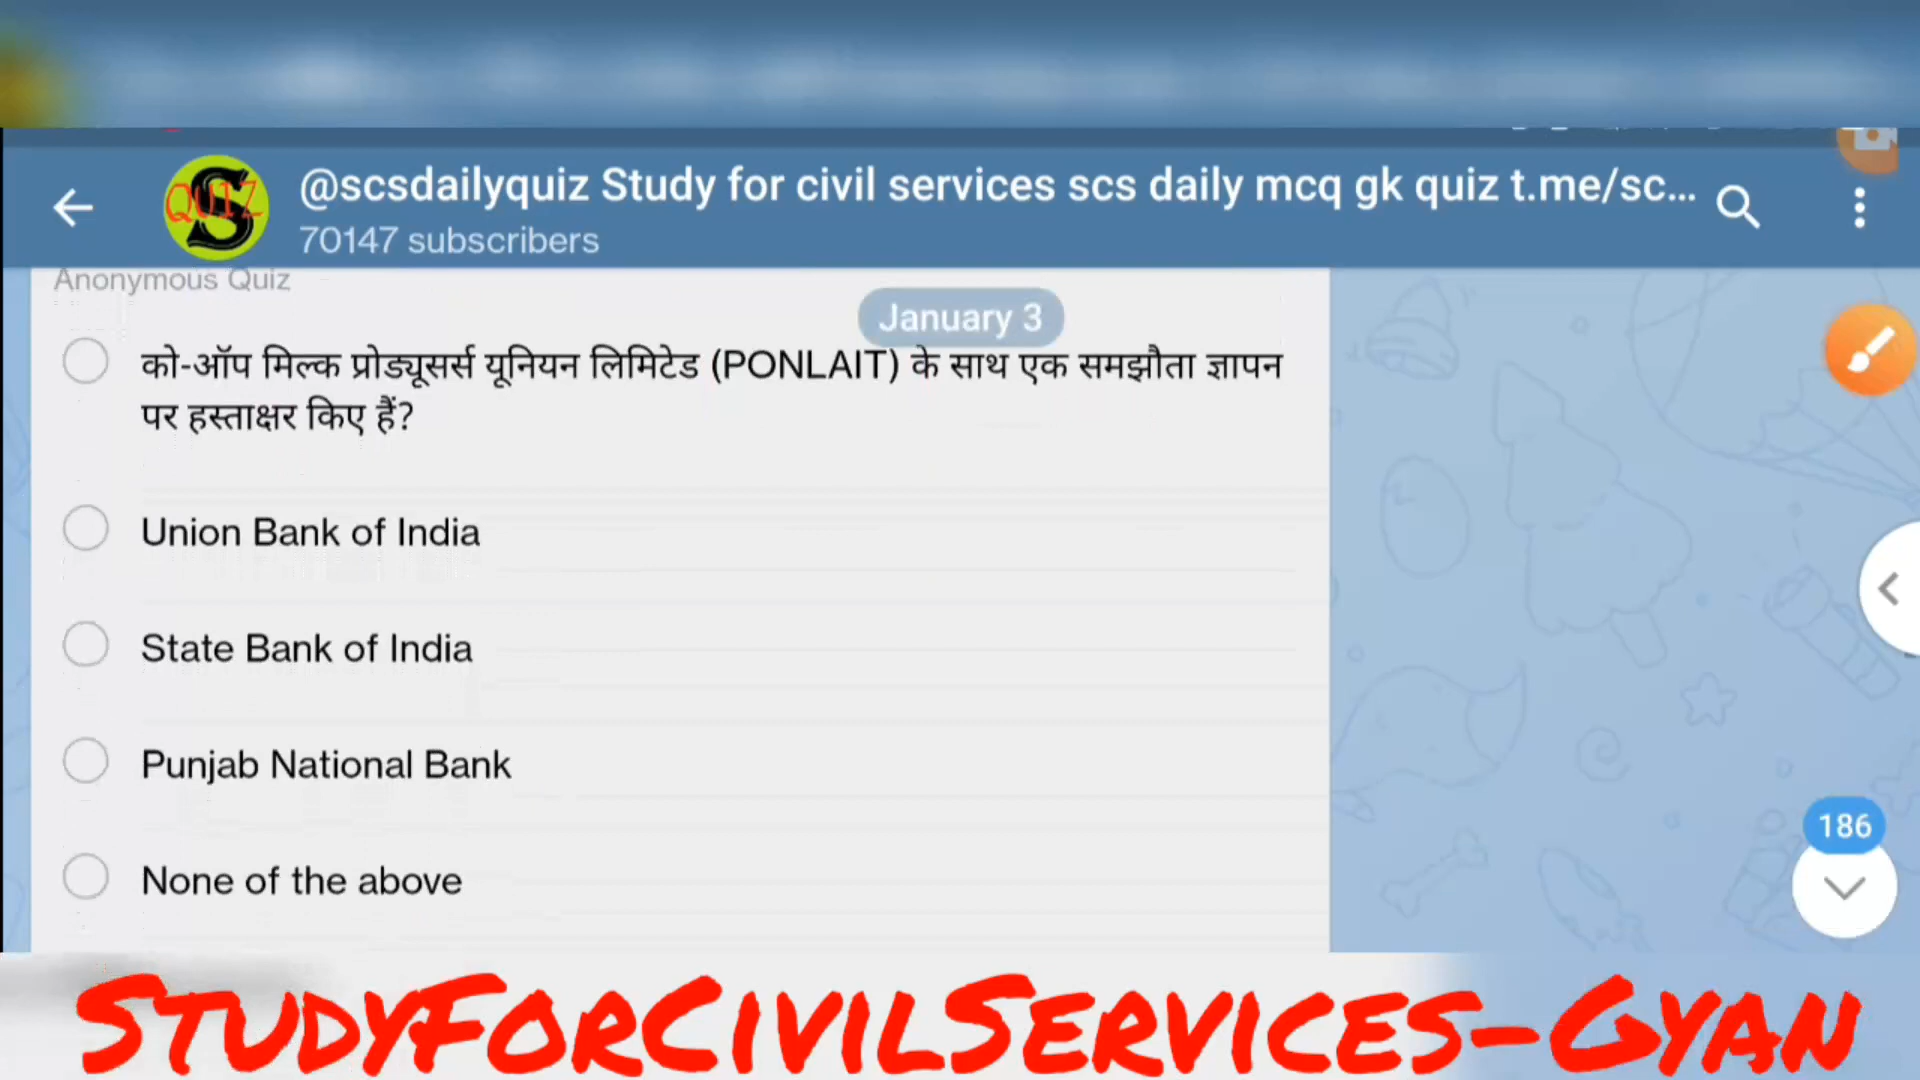 @scsdailyquiz Study for civil services scs daily mcq gk quiz t.me/sc...
70147 subscribers
QUIZ
S
Anonymous Quiz
January 3
को-ऑप मिल्क प्रोड्यूसर्स यूनियन लिमिटेड (PONLAIT) के साथ एक समझौता ज्ञापन
पर हस्ताक्षर किए हैं?
Union Bank of India
State Bank of India
Punjab National Bank
None of the above
186
StudyForCivilServices-Gyan